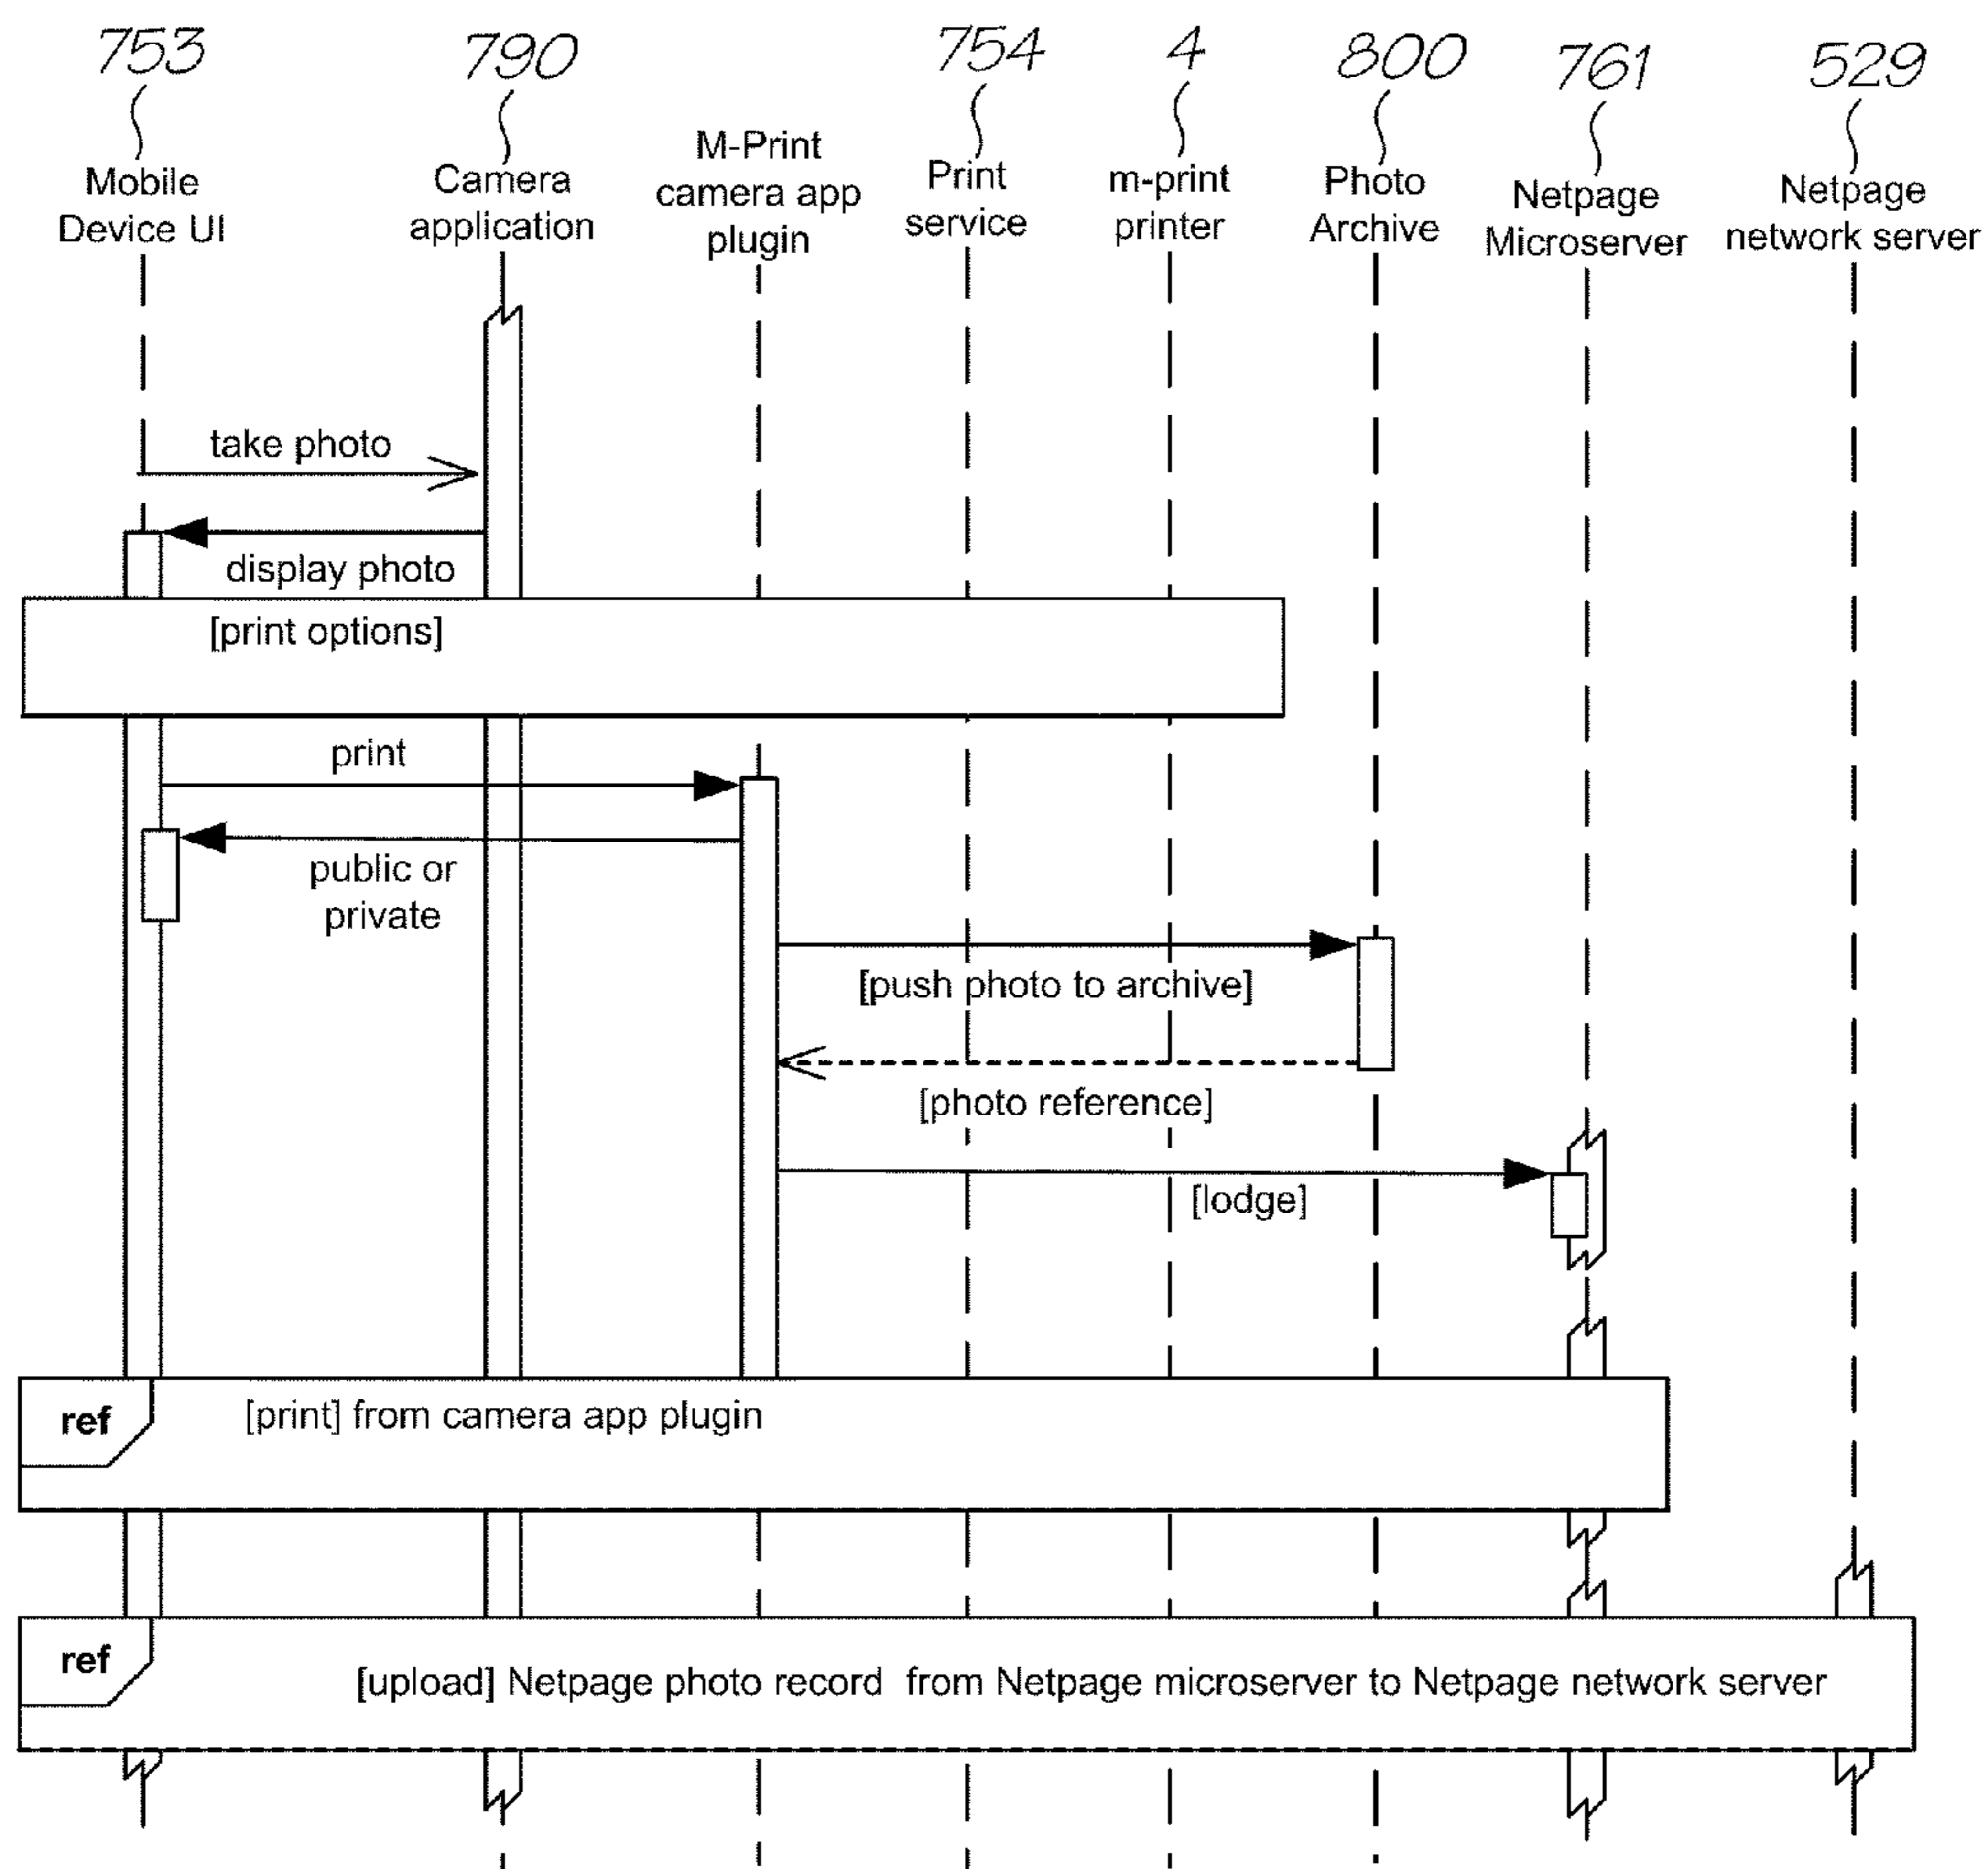 753
790
754
4
800
761
529
Mobile
Device UI
Camera
application
M-Print
camera app
plugin
Print
service
m-print
printer
Photo
Archive
Netpage
Microserver
Netpage
network server
take photo
display photo
[print options]
print
public or
private
[push photo to archive]
[photo reference]
[lodge]
ref
[print] from camera app plugin
ref
[upload] Netpage photo record from Netpage microserver to Netpage network server